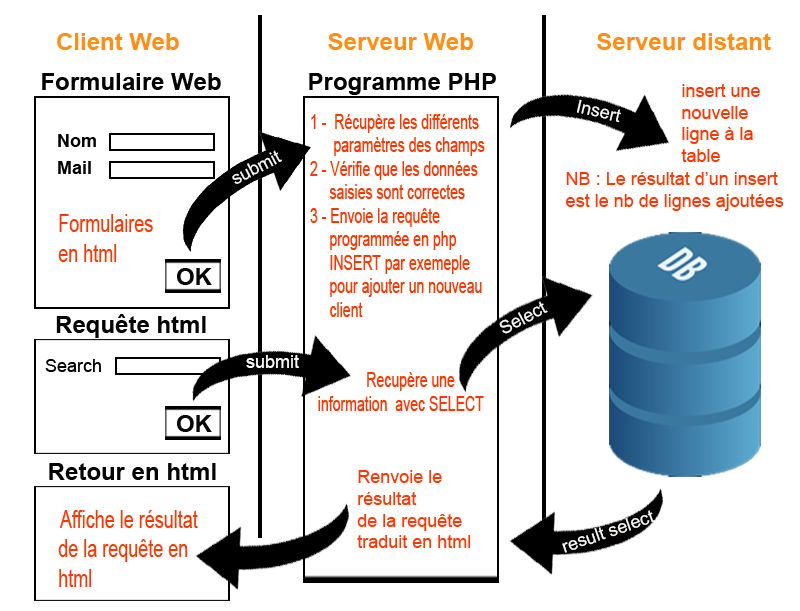 Client Web
Serveur Web
Serveur distant
Formulaire Web
Nom
Mail
Formulaires
en html
OK
submit
Programme PHP
1 - Récupère les différents
paramètres des champs
2 - Vérifie que les données
saisies sont correctes
3 - Envoie la requête
programmée en php
INSERT par exemeple
pour ajouter un nouveau
client
Insert
insert une
nouvelle
ligne à la
table
NB : Le résultat d'un insert
est le nb de lignes ajoutées
DB
Requête html
Search
OK
submit
Recupère une
information avec SELECT
Select
Retour en html
Affiche le résultat
de la requête en
html
Renvoie le
résultat
de la requête
traduit en html
result select